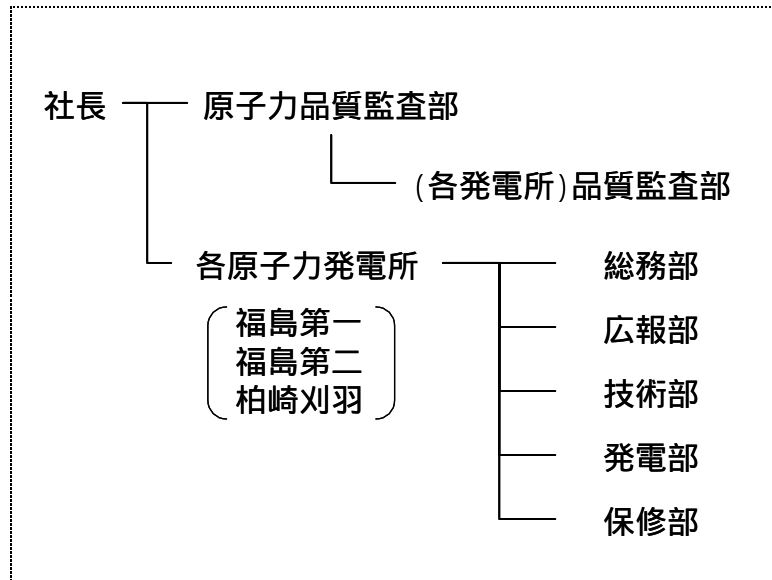 社長
原子力品質監査部
(各発電所)品質監査部
各原子力発電所
福島第一
福島第二
柏崎刈羽
総務部
広報部
技術部
発電部
保修部